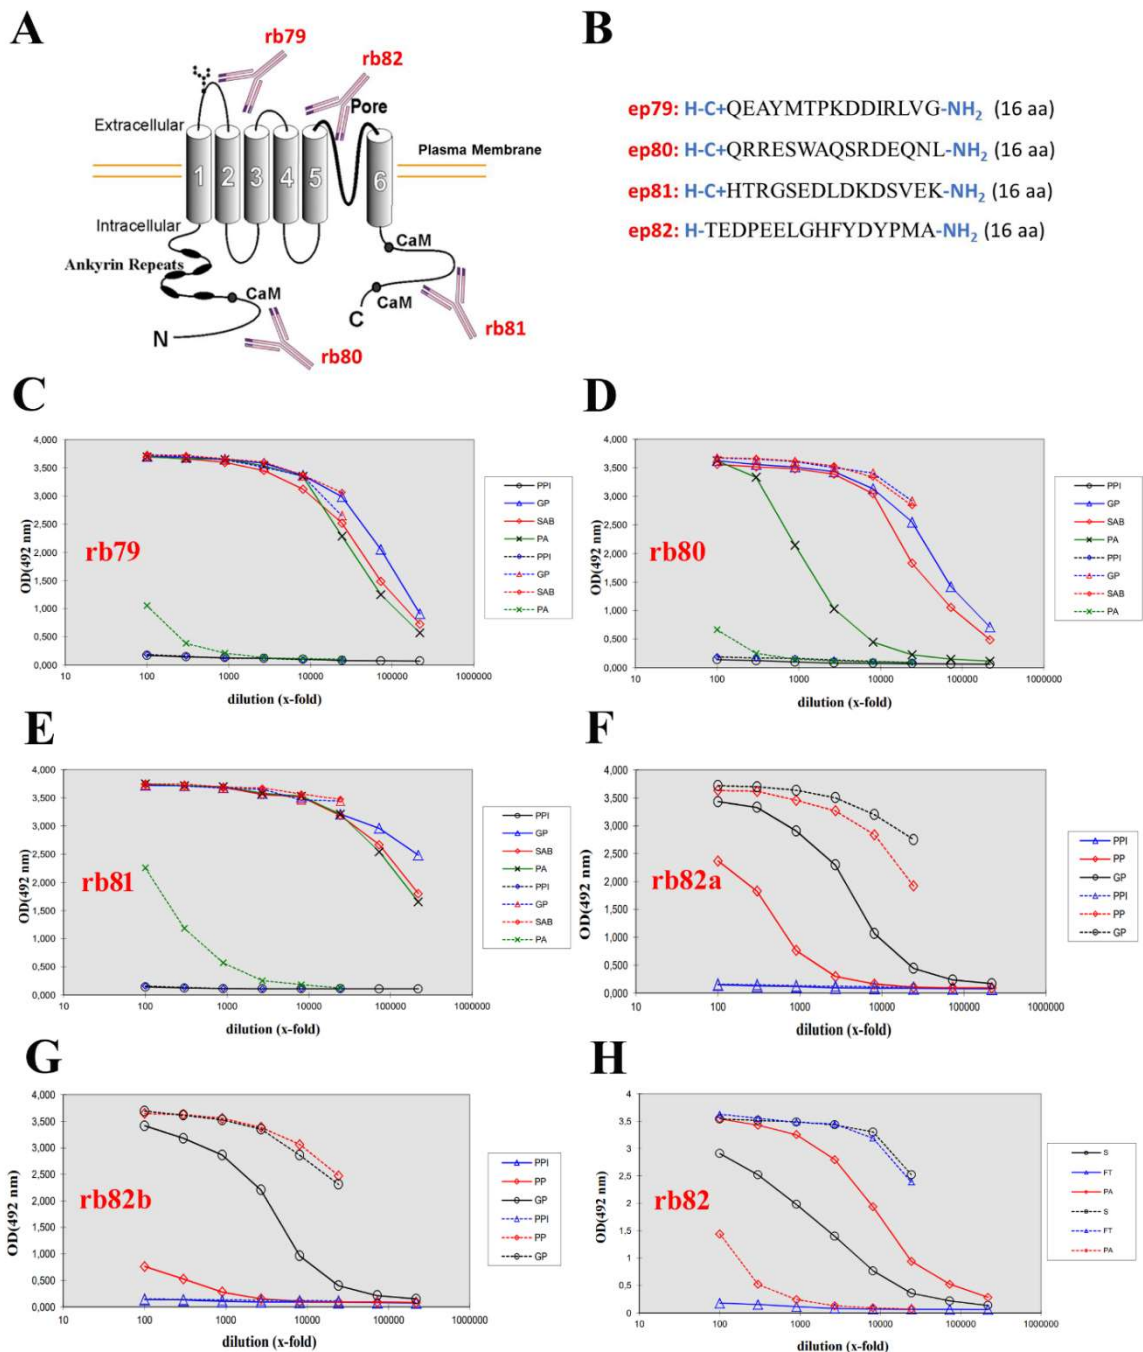 A
rb79
rb82
Pore
Extracellular
Plasma Membrane
1 2 3 4 5 6
Intracellular
CaM
Ankyrin Repeats
CaM
CaM
C
N
rb81
rb80
B
ep79: H-C+QEAYMTPKDDIRLVG-NH2 (16 aa)
ep80: H-C+QRRESWAQSRDEQNL-NH2 (16 aa)
ep81: H-C+HTRGSEDLDKDSVEK-NH2 (16 aa)
ep82: H-TEDPEELGHFYDYPMA-NH2 (16 aa)
C
4,000
3,500
3,000
2,500
2,000
1,500
1,000
0,500
0,000
OD(492 nm)
rb79
10 100 1000 10000 100000 1000000
dilution (x-fold)
PPI
GP
SAB
PA
PPI
GP
SAB
PA
D
4,000
3,500
3,000
2,500
2,000
1,500
1,000
0,500
0,000
OD(492 nm)
rb80
10 100 1000 10000 100000 1000000
dilution (x-fold)
PPI
GP
SAB
PA
PPI
GP
SAB
PA
E
4,000
3,500
3,000
2,500
2,000
1,500
1,000
0,500
0,000
OD(492 nm)
rb81
10 100 1000 10000 100000 1000000
dilution (x-fold)
PPI
GP
SAB
PA
PPI
GP
SAB
PA
F
4,000
3,500
3,000
2,500
2,000
1,500
1,000
0,500
0,000
OD(492 nm)
rb82a
10 100 1000 10000 100000 1000000
dilution (x-fold)
PPI
PP
GP
PPI
PP
GP
G
4,000
3,500
3,000
2,500
2,000
1,500
1,000
0,500
0,000
OD(492 nm)
rb82b
10 100 1000 10000 100000 1000000
dilution (x-fold)
PPI
PP
GP
PPI
PP
GP
H
4
3,5
3
2,5
2
1,5
1
0,5
0
OD(492 nm)
rb82
10 100 1000 10000 100000 1000000
dilution (x-fold)
S
FT
PA
S
FT
PA